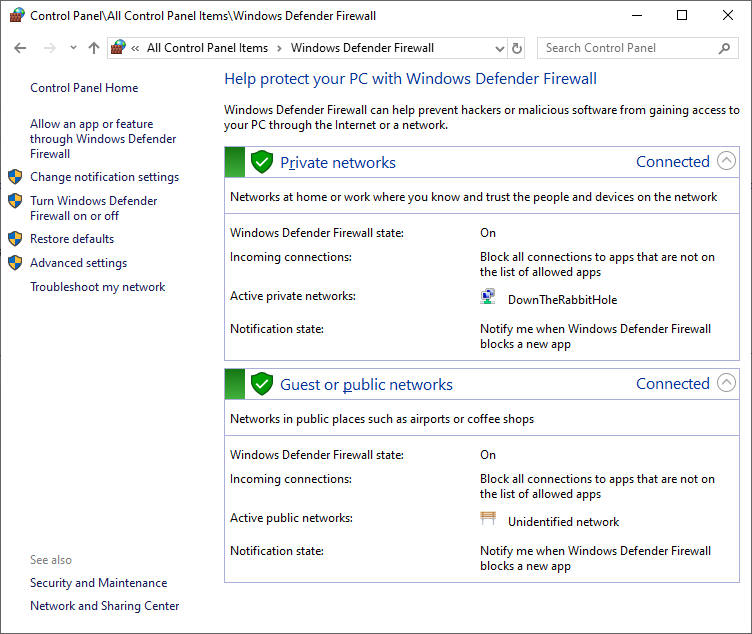 Control Panel\All Control Panel Items\Windows Defender Firewall
« All Control Panel Items › Windows Defender Firewall
Search Control Panel
Control Panel Home
Allow an app or feature
through Windows Defender
Firewall
Change notification settings
Turn Windows Defender
Firewall on or off
Restore defaults
Advanced settings
Troubleshoot my network
See also
Security and Maintenance
Network and Sharing Center
Help protect your PC with Windows Defender Firewall
Windows Defender Firewall can help prevent hackers or malicious software from gaining access to
your PC through the Internet or a network.
Private networks Connected
Networks at home or work where you know and trust the people and devices on the network
Windows Defender Firewall state: On
Incoming connections: Block all connections to apps that are not on
the list of allowed apps
Active private networks: DownTheRabbitHole
Notification state: Notify me when Windows Defender Firewall
blocks a new app
Guest or public networks Connected
Networks in public places such as airports or coffee shops
Windows Defender Firewall state: On
Incoming connections: Block all connections to apps that are not on
the list of allowed apps
Active public networks: Unidentified network
Notification state: Notify me when Windows Defender Firewall
blocks a new app